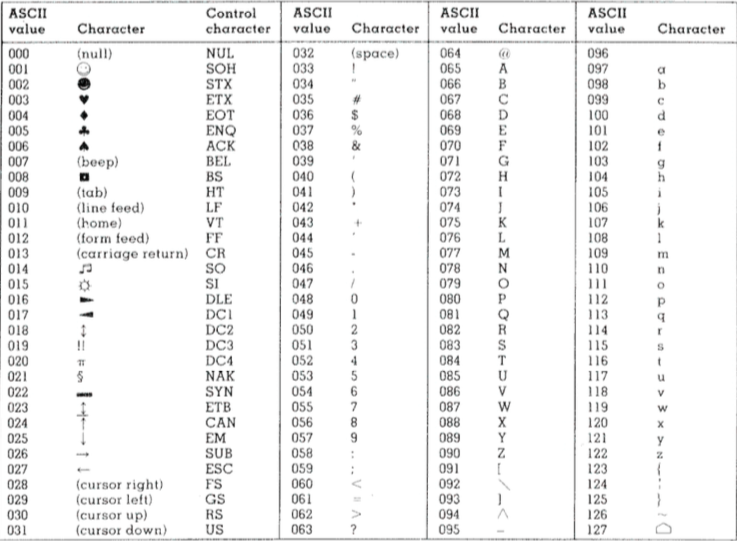 ASCII value Character Control character ASCII value Character ASCII value Character ASCII value Character
000 (null) NUL 032 (space) 064 @ 096
001 ☺ SOH 033 ! 065 A 097 a
002 ☻ STX 034 " 066 B 098 b
003 ♥ ETX 035 # 067 C 099 c
004 ♦ EOT 036 $ 068 D 100 d
005 ♣ ENQ 037 % 069 E 101 e
006 ♠ ACK 038 & 070 F 102 f
007 (beep) BEL 039 ' 071 G 103 g
008 ◘ BS 040 ( 072 H 104 h
009 (tab) HT 041 ) 073 I 105 i
010 (line feed) LF 042 * 074 J 106 j
011 (home) VT 043 + 075 K 107 k
012 (form feed) FF 044 ' 076 L 108 l
013 (carriage return) CR 045 - 077 M 109 m
014 ♫ SO 046 . 078 N 110 n
015 ☼ SI 047 / 079 O 111 o
016 ► DLE 048 0 080 P 112 p
017 ◄ DC1 049 1 081 Q 113 q
018 ↕ DC2 050 2 082 R 114 r
019 !! DC3 051 3 083 S 115 s
020 π DC4 052 4 084 T 116 t
021 § NAK 053 5 085 U 117 u
022 ▬ SYN 054 6 086 V 118 v
023 ↨ ETB 055 7 087 W 119 w
024 ↑ CAN 056 8 088 X 120 x
025 ↓ EM 057 9 089 Y 121 y
026 → SUB 058 : 090 Z 122 z
027 ← ESC 059 ; 091 [ 123 {
028 (cursor right) FS 060 < 092 \ 124 ¦
029 (cursor left) GS 061 = 093 ] 125 }
030 (cursor up) RS 062 > 094 ^ 126 ~
031 (cursor down) US 063 ? 095 _ 127 ⌂